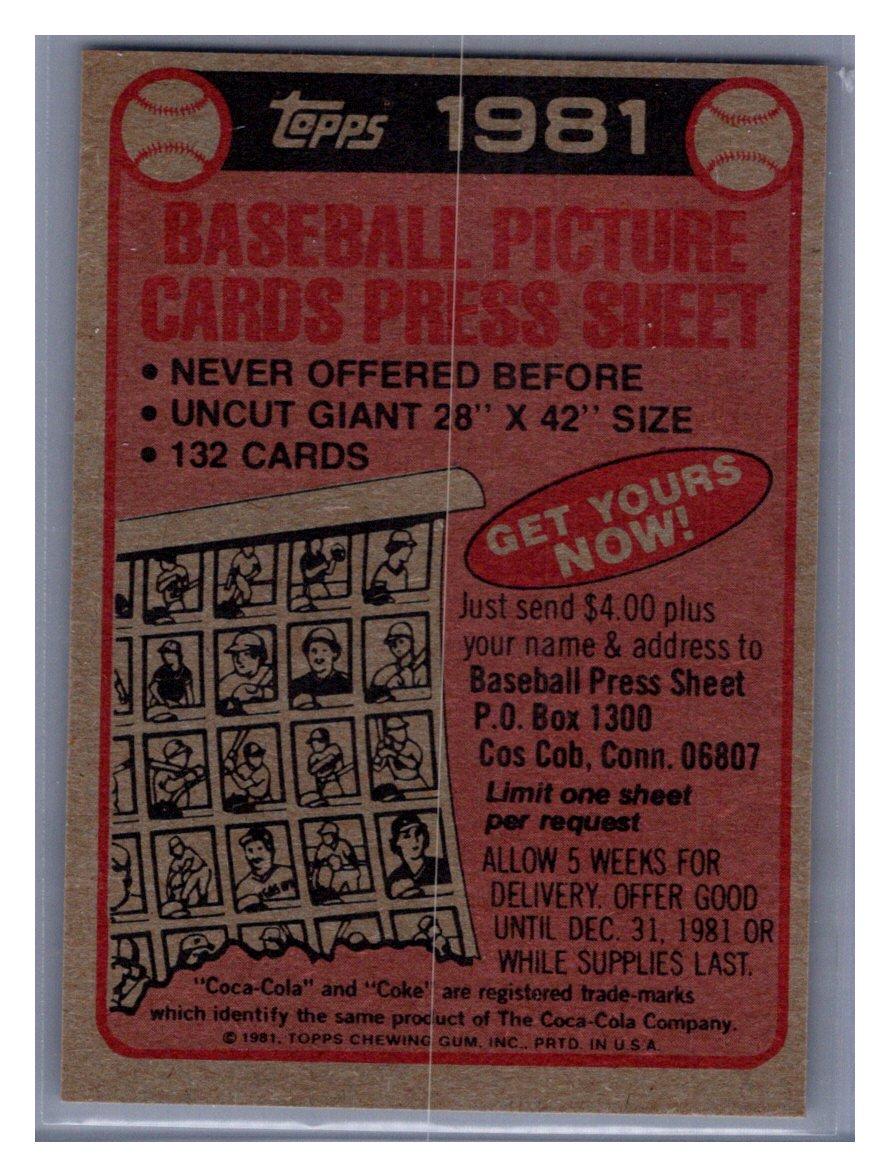 topps 1981
BASEBALL PICTURE
CARDS PRESS SHEET
• NEVER OFFERED BEFORE
• UNCUT GIANT 28" X 42" SIZE
• 132 CARDS
GET YOURS
NOW!
Just send $4.00 plus
your name & address to
Baseball Press Sheet
P.O. Box 1300
Cos Cob, Conn. 06807
Limit one sheet
per request
ALLOW 5 WEEKS FOR
DELIVERY. OFFER GOOD
UNTIL DEC. 31, 1981 OR
WHILE SUPPLIES LAST.
"Coca-Cola" and "Coke" are registered trade-marks
which identify the same product of The Coca-Cola Company.
© 1981, TOPPS CHEWING GUM, INC., PRTD. IN U.S.A.